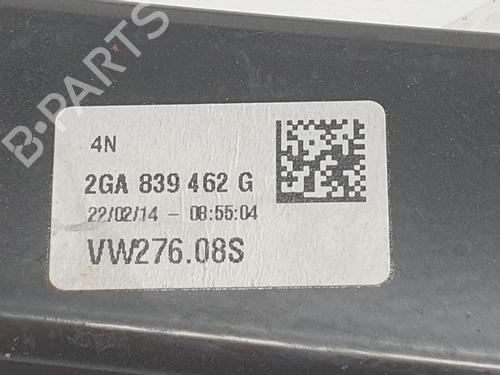 B-PARTS
4N
2GA 839 462 G
22/02/14 - 08:55:04
VW276.08S